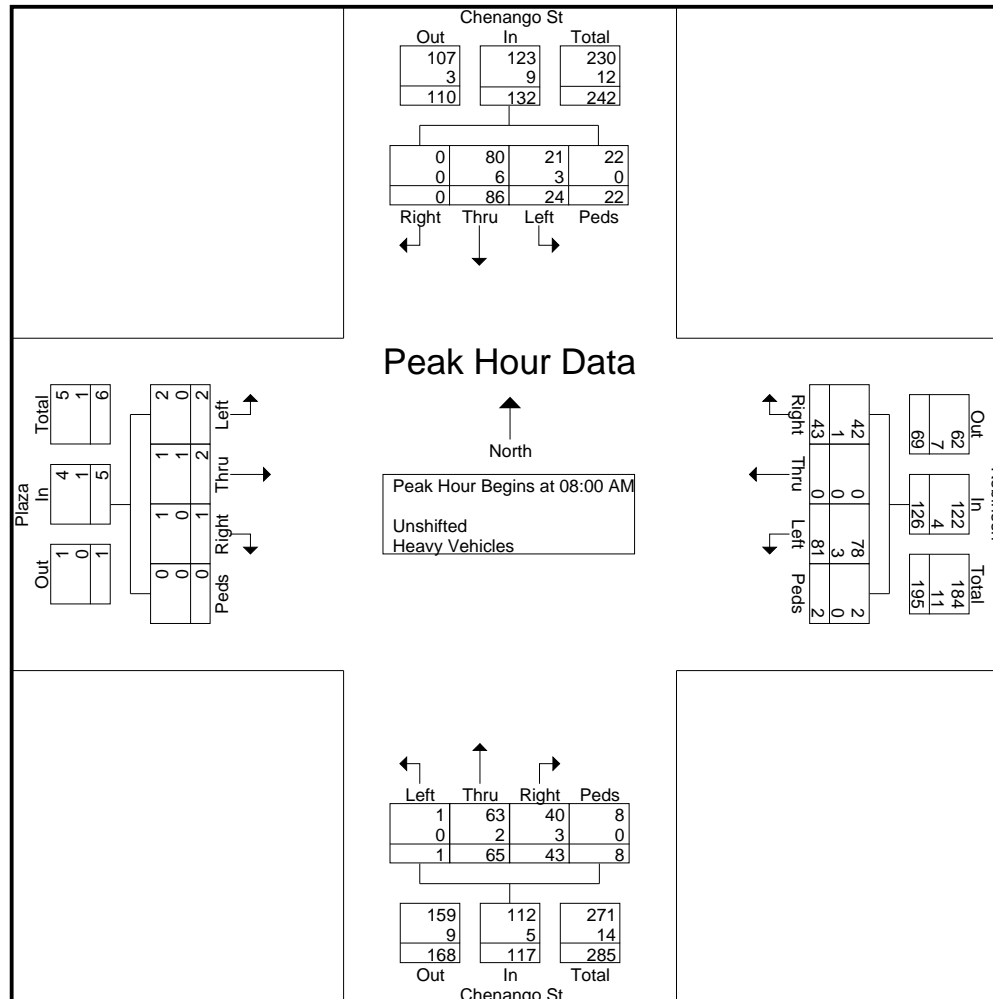 Chenango St
Out In Total
107 123 230
3 9 12
110 132 242
0 80 21 22
0 6 3 0
0 86 24 22
Right Thru Left Peds
Peak Hour Data
North
Peak Hour Begins at 08:00 AM
Unshifted
Heavy Vehicles
Plaza
Out In Total
1 4 5
0 1 1
1 5 6
0 1 1 2
0 0 1 0
0 1 2 2
Peds Right Thru Left
Out In Total
62 122 184
7 4 11
69 126 195
42 0 78 2
1 0 3 0
43 0 81 2
Right Thru Left Peds
Left Thru Right Peds
1 63 40 8
0 2 3 0
1 65 43 8
159 112 271
9 5 14
168 117 285
Out In Total
Chenango St